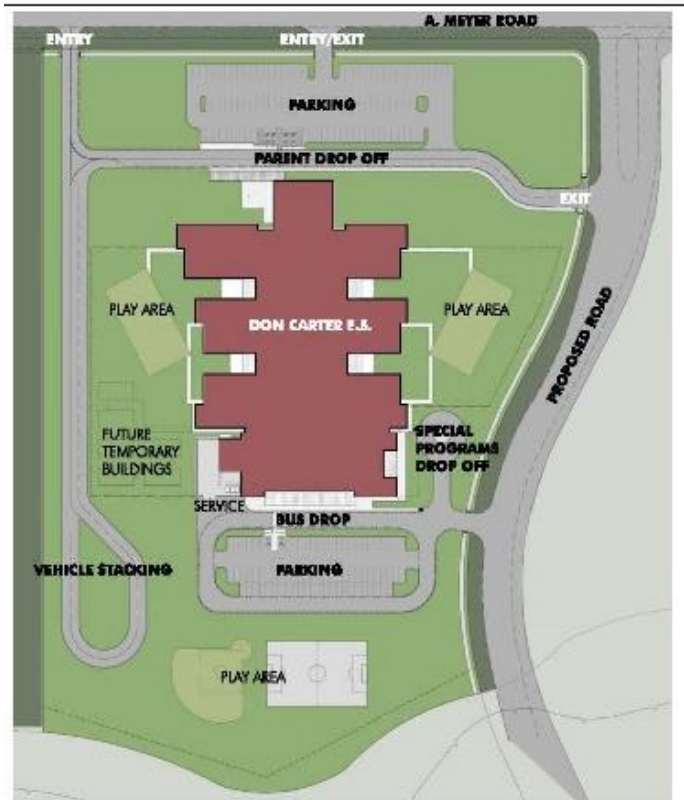 A. MEYER ROAD
ENTRY
ENTRY/EXIT
PARKING
PARENT DROP OFF
EXIT
PLAY AREA
DON CARTER E.S.
PLAY AREA
PROPOSED ROAD
FUTURE
TEMPORARY
BUILDINGS
SPECIAL
PROGRAMS
DROP OFF
SERVICE
BUS DROP
VEHICLE STACKING
PARKING
PLAY AREA